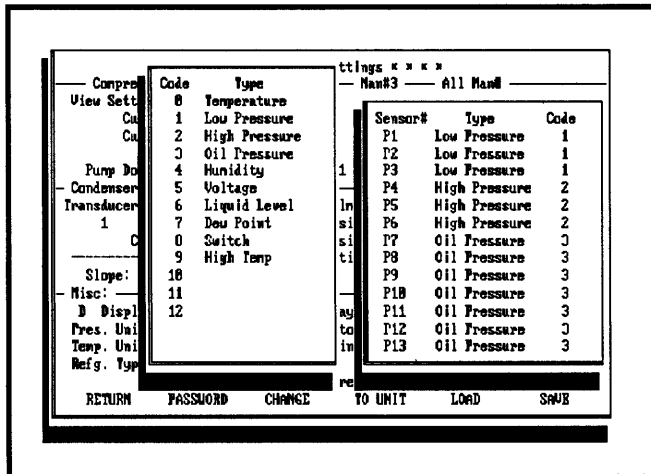 ttings * * * *
Compre
Man#3
All Man#
View Sett
Cu
Cu
Pump Do
1
Condenser
Transducer
ln
1
si
C
si
ti
Slope:
Misc:
D Displ
ay
Pres. Uni
to
Temp. Uni
in
Refg. Typ
re
Code Type
0 Temperature
1 Low Pressure
2 High Pressure
3 Oil Pressure
4 Humidity
5 Voltage
6 Liquid Level
7 Dew Point
8 Switch
9 High Temp
10
11
12
Sensor# Type Code
P1 Low Pressure 1
P2 Low Pressure 1
P3 Low Pressure 1
P4 High Pressure 2
P5 High Pressure 2
P6 High Pressure 2
P7 Oil Pressure 3
P8 Oil Pressure 3
P9 Oil Pressure 3
P10 Oil Pressure 3
P11 Oil Pressure 3
P12 Oil Pressure 3
P13 Oil Pressure 3
RETURN PASSWORD CHANGE TO UNIT LOAD SAVE